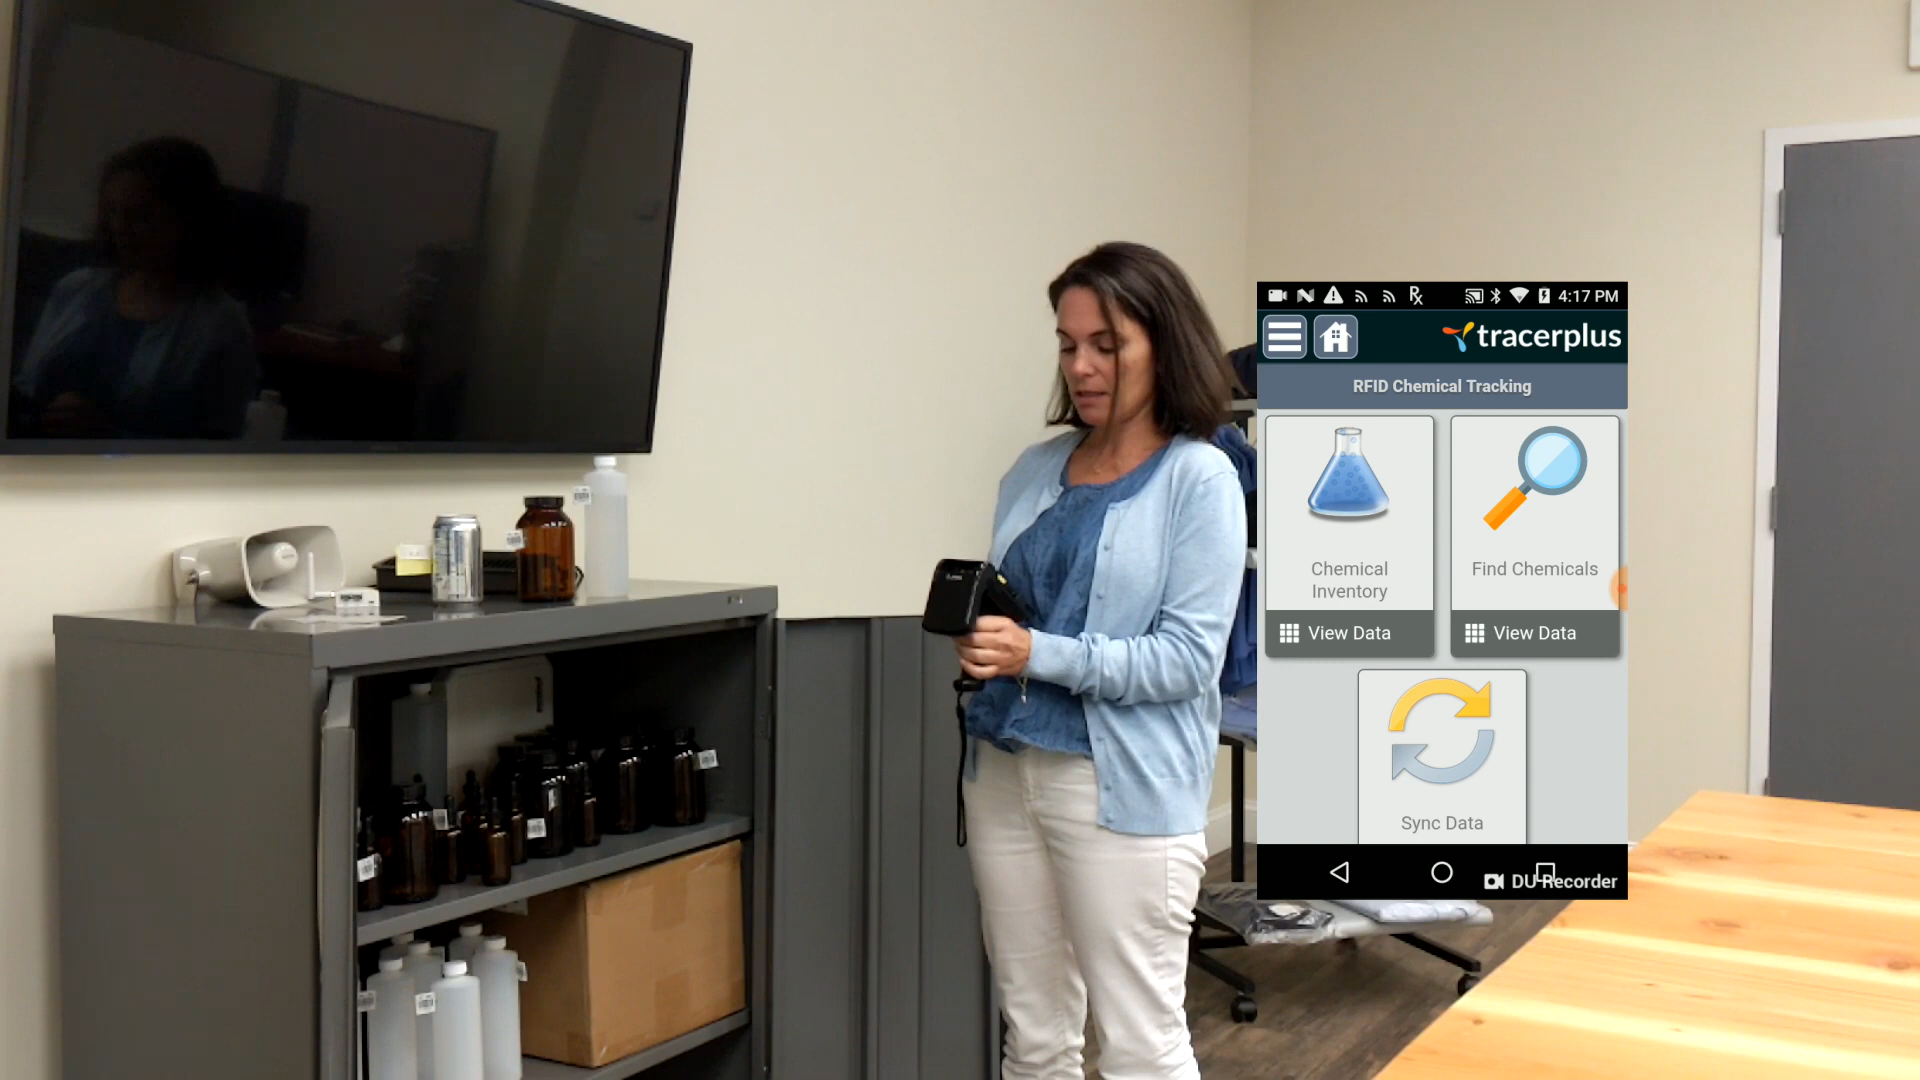 4:17 PM
tracerplus
RFID Chemical Tracking
Chemical
Inventory
Find Chemicals
View Data
View Data
Sync Data
DU Recorder